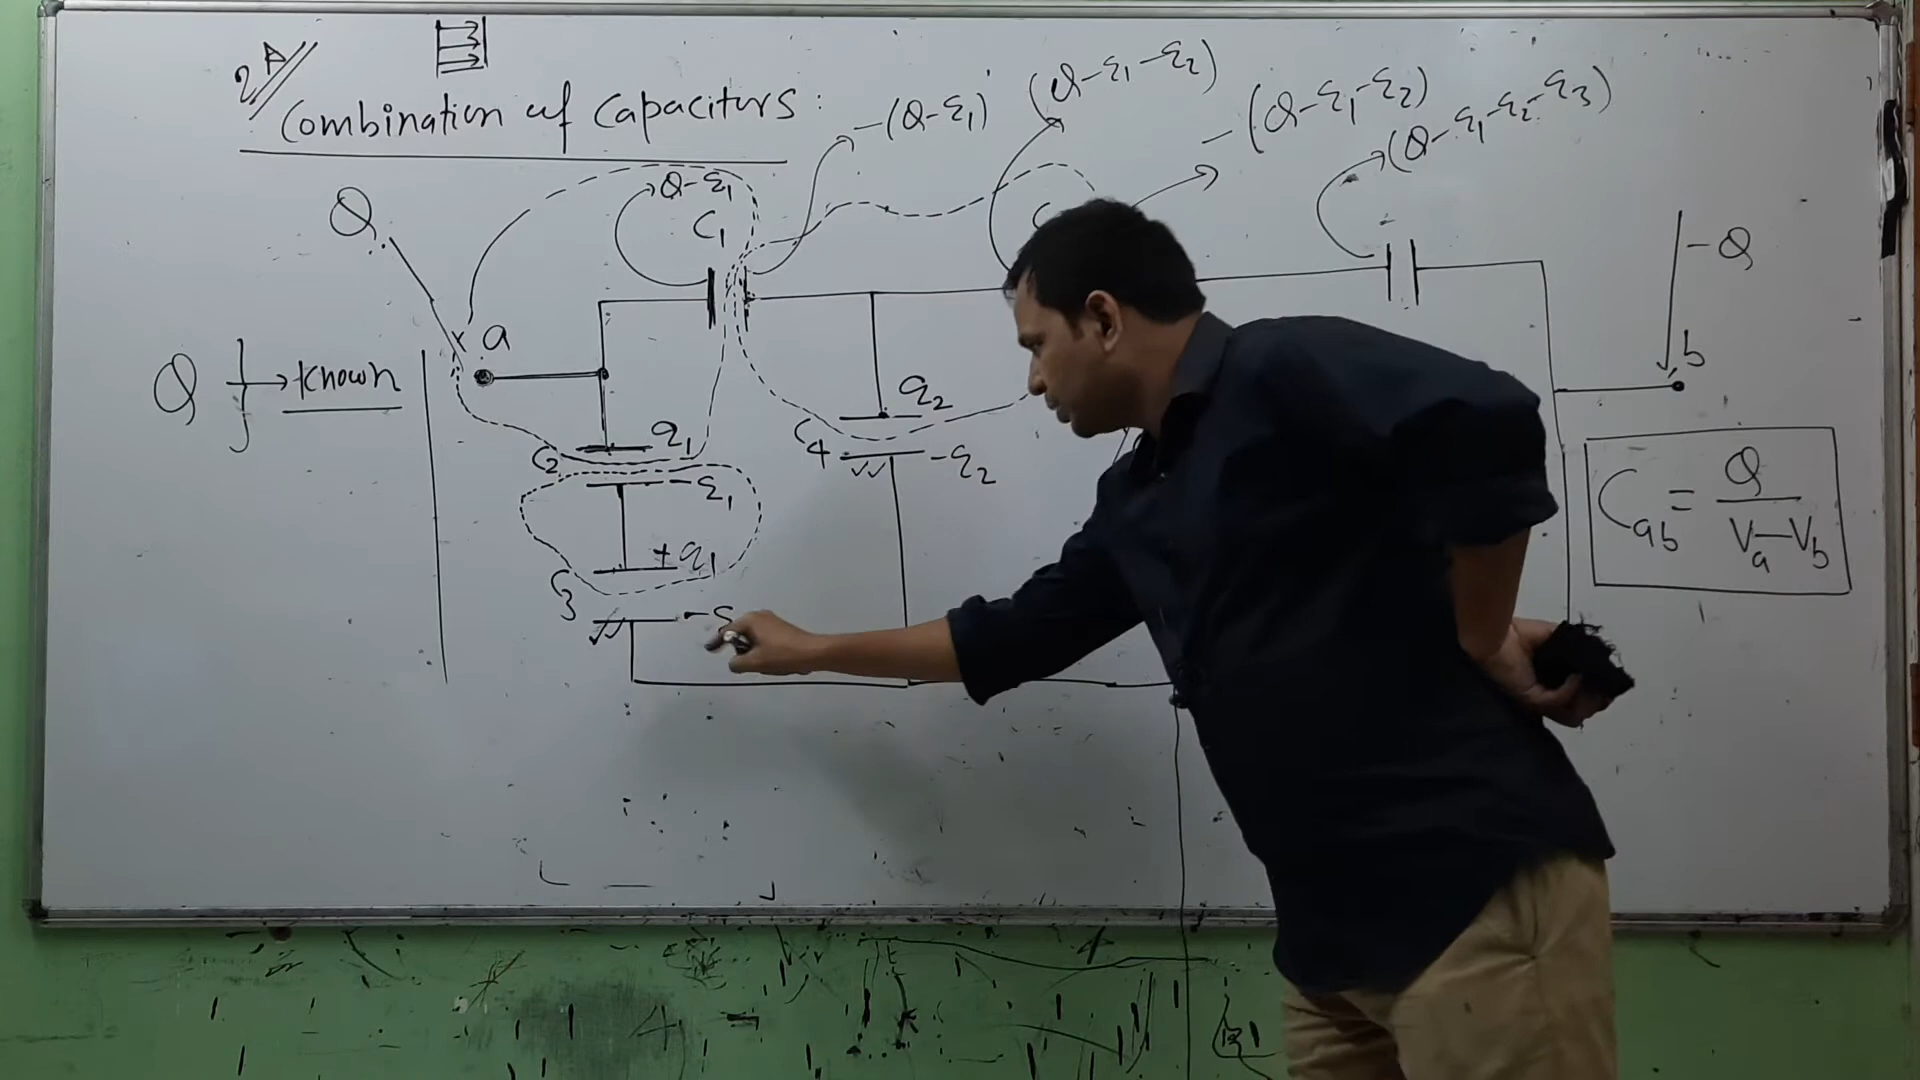 2A
Combination of Capacitors:
-(Q-q1)
(Q-q1-q2)
-(Q-q1-q2)
(Q-q1-q2-q3)
Q
Q-q1
C1
C
-Q
a
b
Q } → Known
q1
C2
-q1
+q1
C3
q2
C4
-q2
Cab = Q / Va-Vb